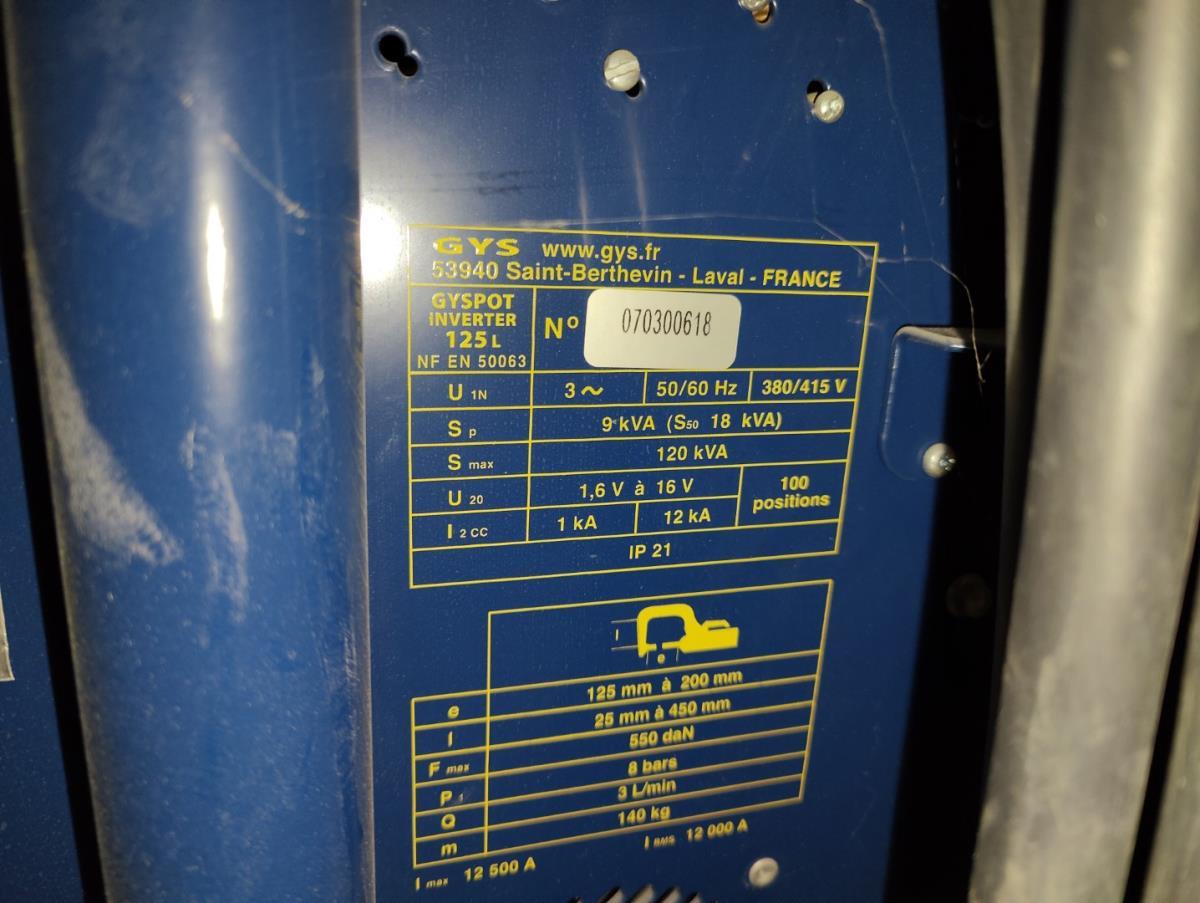 GYS www.gys.fr
53940 Saint-Berthevin - Laval - FRANCE
GYSPOT
INVERTER
125 L
NF EN 50063
N° 070300618
U 1N 3~ 50/60 Hz 380/415 V
S p 9 kVA (S50 18 kVA)
S max 120 kVA
U 20 1,6 V à 16 V 100 positions
I 2 CC 1 kA 12 kA
IP 21
l
e
e 125 mm à 200 mm
l 25 mm à 450 mm
F max 550 daN
P 1 8 bars
Q 3 L/min
m 140 kg
I max 12 500 A I RMS 12 000 A